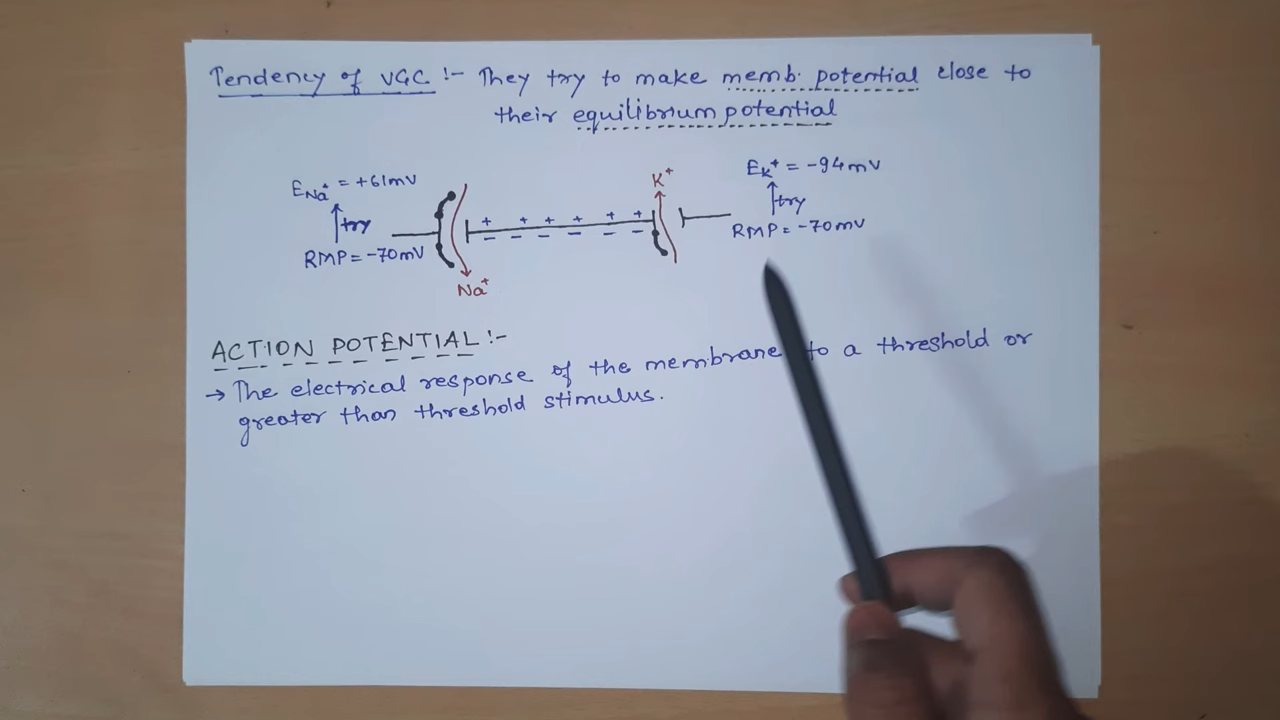 Tendency of VGC :- They try to make memb. potential close to
their equilibrium potential
ENa+ = +61mV
try
RMP = -70mV
Na+
+ + + + + +
- - - - - -
K+
EK+ = -94mV
try
RMP = -70mV
ACTION POTENTIAL :-
→ The electrical response of the membrane to a threshold or
greater than threshold stimulus.